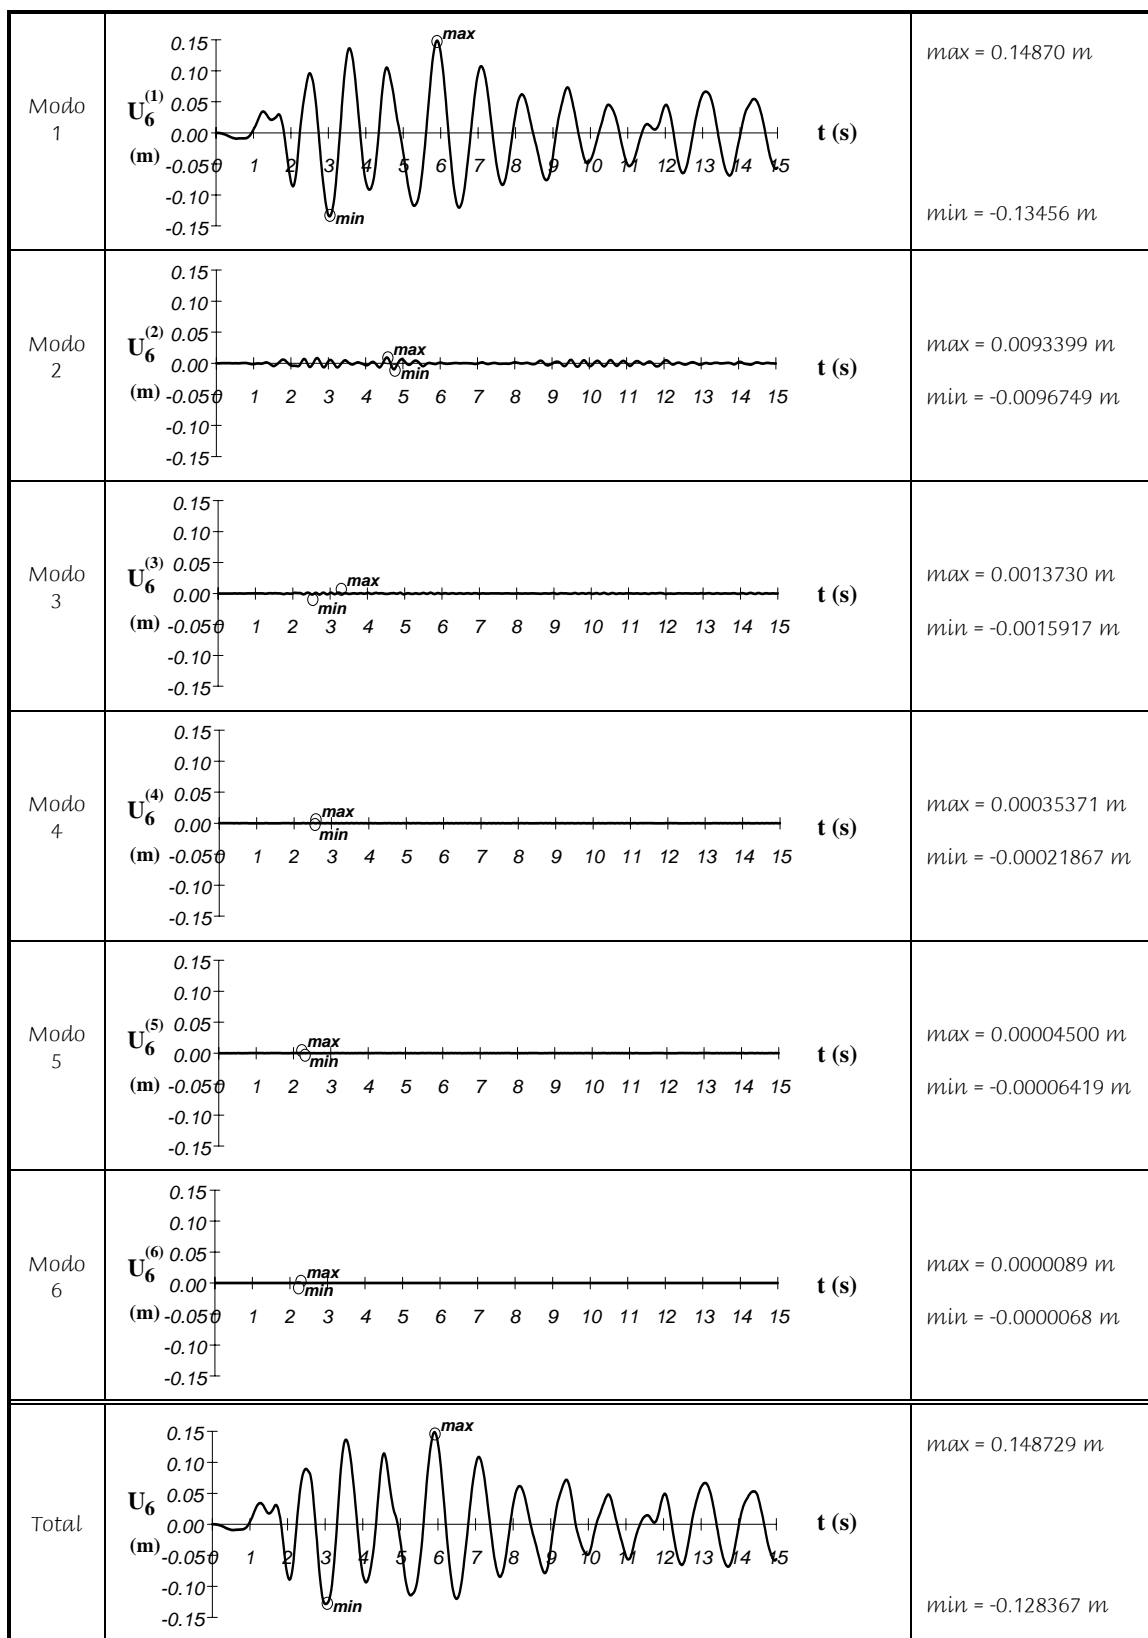 Modo
1
0.15
0.10
0.05
0.00
-0.05
-0.10
-0.15
U6(1)
(m)
0 1 2 3 4 5 6 7 8 9 10 11 12 13 14 15
max
min
t (s)
max = 0.14870 m
min = -0.13456 m
Modo
2
0.15
0.10
0.05
0.00
-0.05
-0.10
-0.15
U6(2)
(m)
0 1 2 3 4 5 6 7 8 9 10 11 12 13 14 15
max
min
t (s)
max = 0.0093399 m
min = -0.0096749 m
Modo
3
0.15
0.10
0.05
0.00
-0.05
-0.10
-0.15
U6(3)
(m)
0 1 2 3 4 5 6 7 8 9 10 11 12 13 14 15
max
min
t (s)
max = 0.0013730 m
min = -0.0015917 m
Modo
4
0.15
0.10
0.05
0.00
-0.05
-0.10
-0.15
U6(4)
(m)
0 1 2 3 4 5 6 7 8 9 10 11 12 13 14 15
max
min
t (s)
max = 0.00035371 m
min = -0.00021867 m
Modo
5
0.15
0.10
0.05
0.00
-0.05
-0.10
-0.15
U6(5)
(m)
0 1 2 3 4 5 6 7 8 9 10 11 12 13 14 15
max
min
t (s)
max = 0.00004500 m
min = -0.00006419 m
Modo
6
0.15
0.10
0.05
0.00
-0.05
-0.10
-0.15
U6(6)
(m)
0 1 2 3 4 5 6 7 8 9 10 11 12 13 14 15
max
min
t (s)
max = 0.0000089 m
min = -0.0000068 m
Total
0.15
0.10
0.05
0.00
-0.05
-0.10
-0.15
U6
(m)
0 1 2 3 4 5 6 7 8 9 10 11 12 13 14 15
max
min
t (s)
max = 0.148729 m
min = -0.128367 m